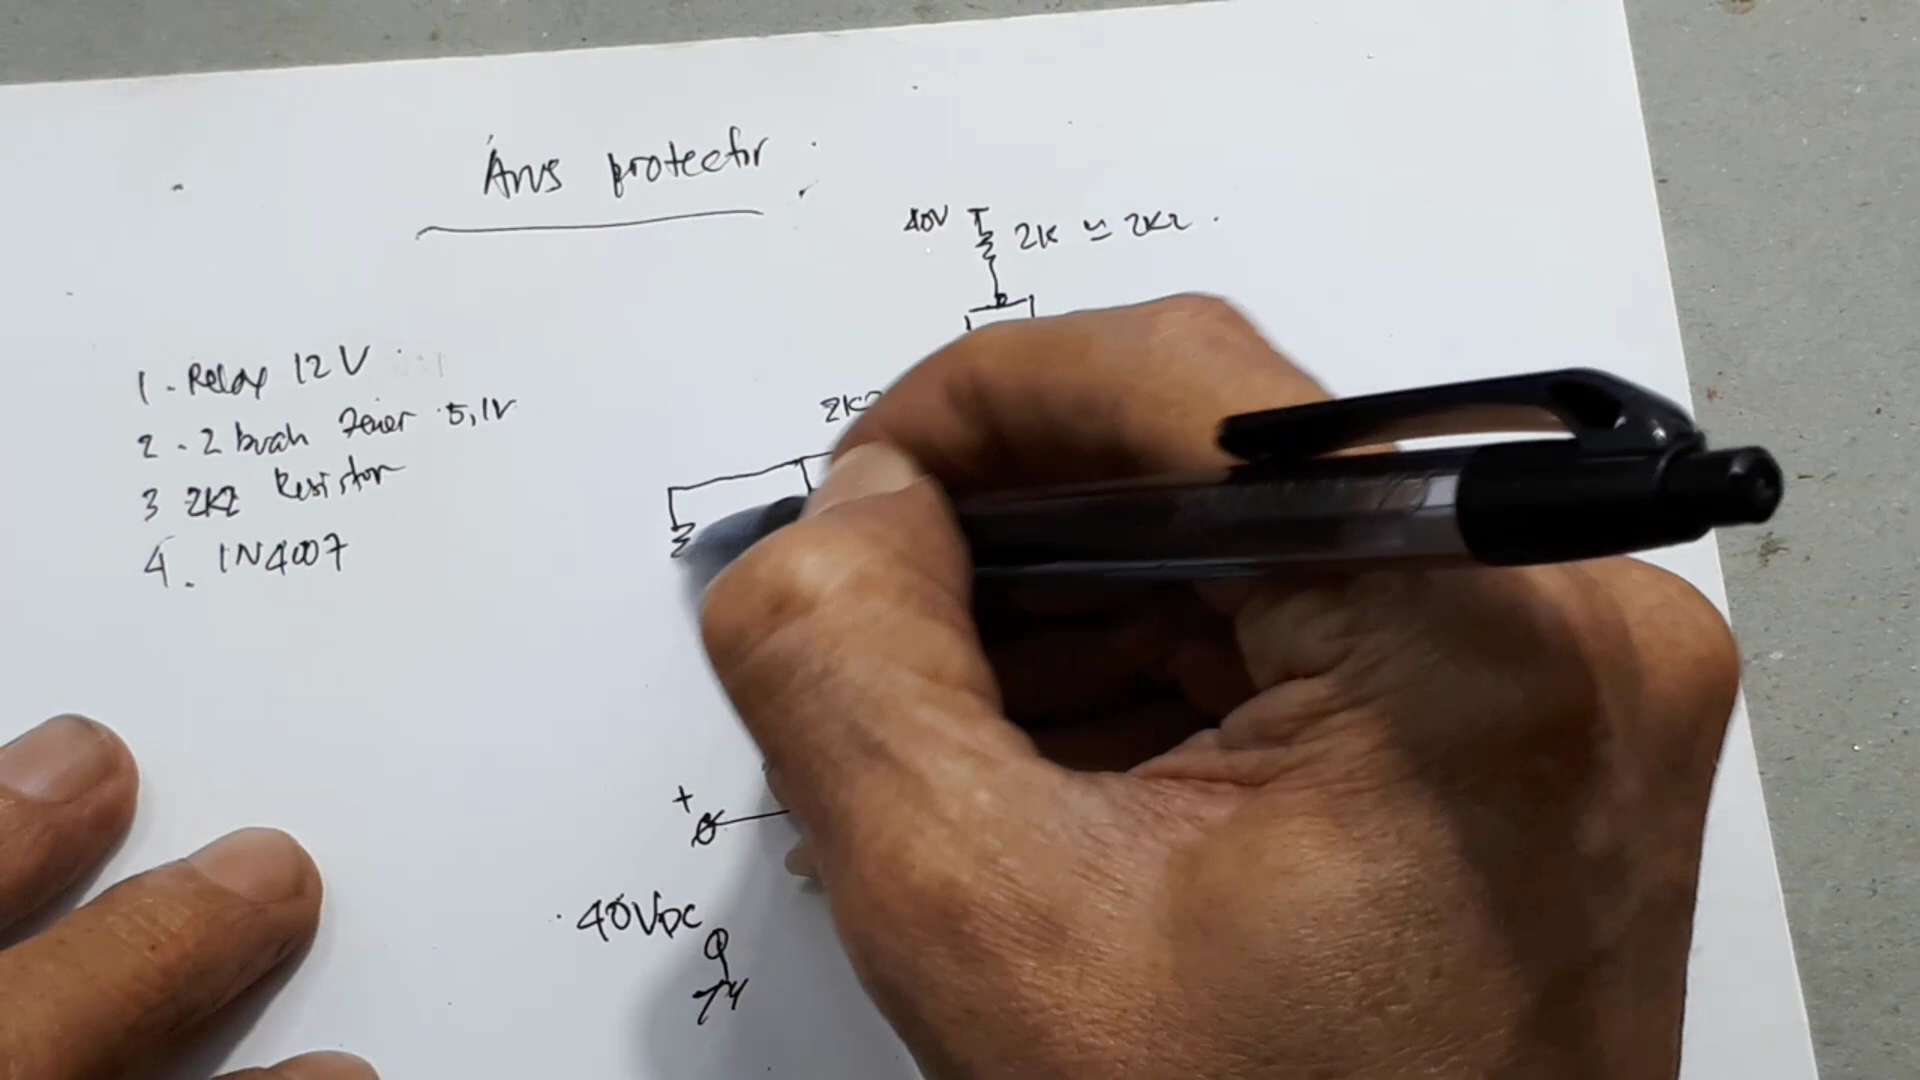 Arus protector :
40V 2K ≃ 2K2
1. Relay 12V
2. 2 buah Zener 5,1V
3 2K2 Resistor
4. 1N4007
2K2
+
40VDC